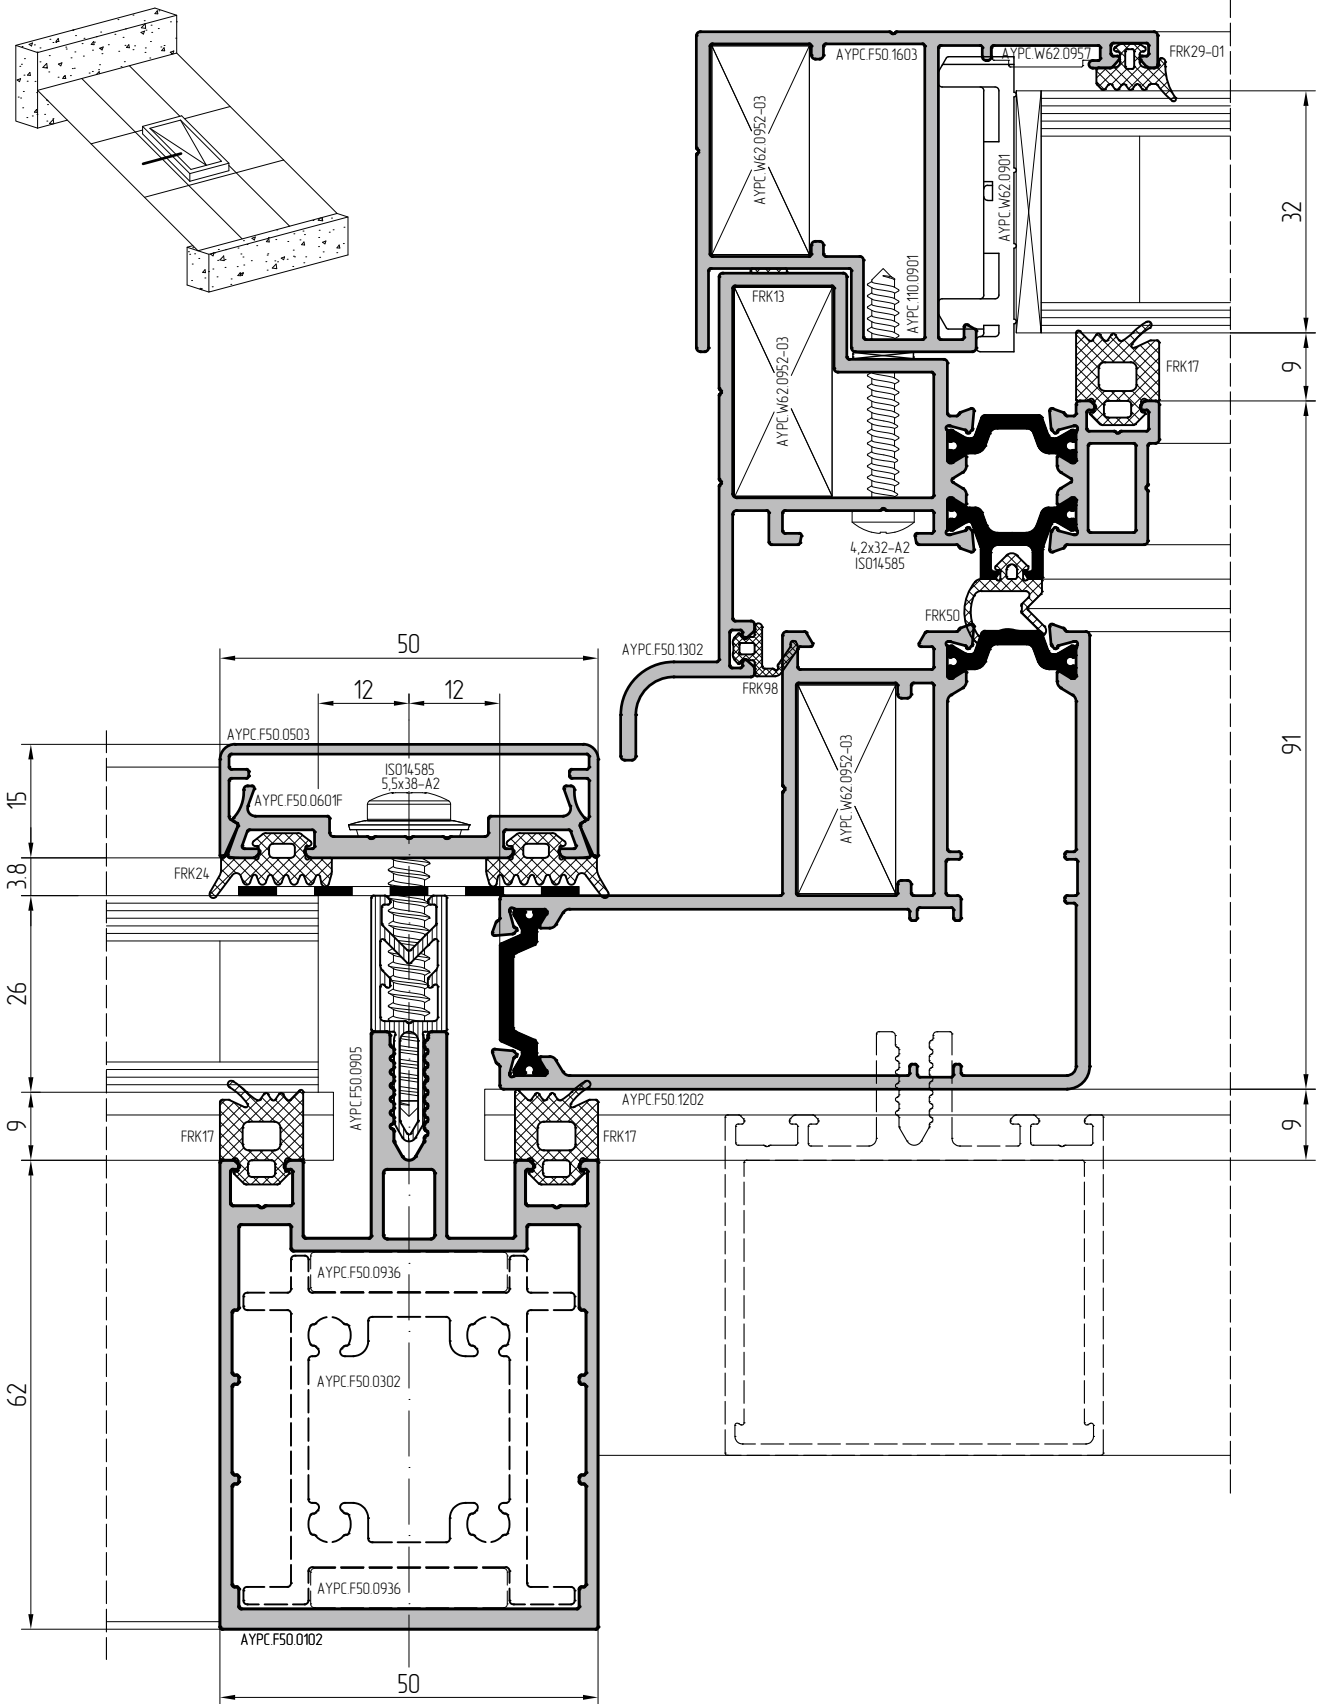 AYPC.F50.1603
AYPC.W62.0957
FRK29-01
AYPC.W62.0952-03
AYPC.W62.0901
32
FRK13
AYPC.110.0901
AYPC.W62.0952-03
9
FRK17
4,2x32-A2
ISO14585
FRK50
50
AYPC.F50.1302
FRK98
12
12
AYPC.F50.0503
ISO14585
5,5x38-A2
AYPC.F50.0601F
AYPC.W62.0952-03
91
15
3.8
FRK24
26
AYPC.F50.0905
AYPC.F50.1202
9
FRK17
FRK17
9
AYPC.F50.0936
AYPC.F50.0302
62
AYPC.F50.0936
AYPC.F50.0102
50